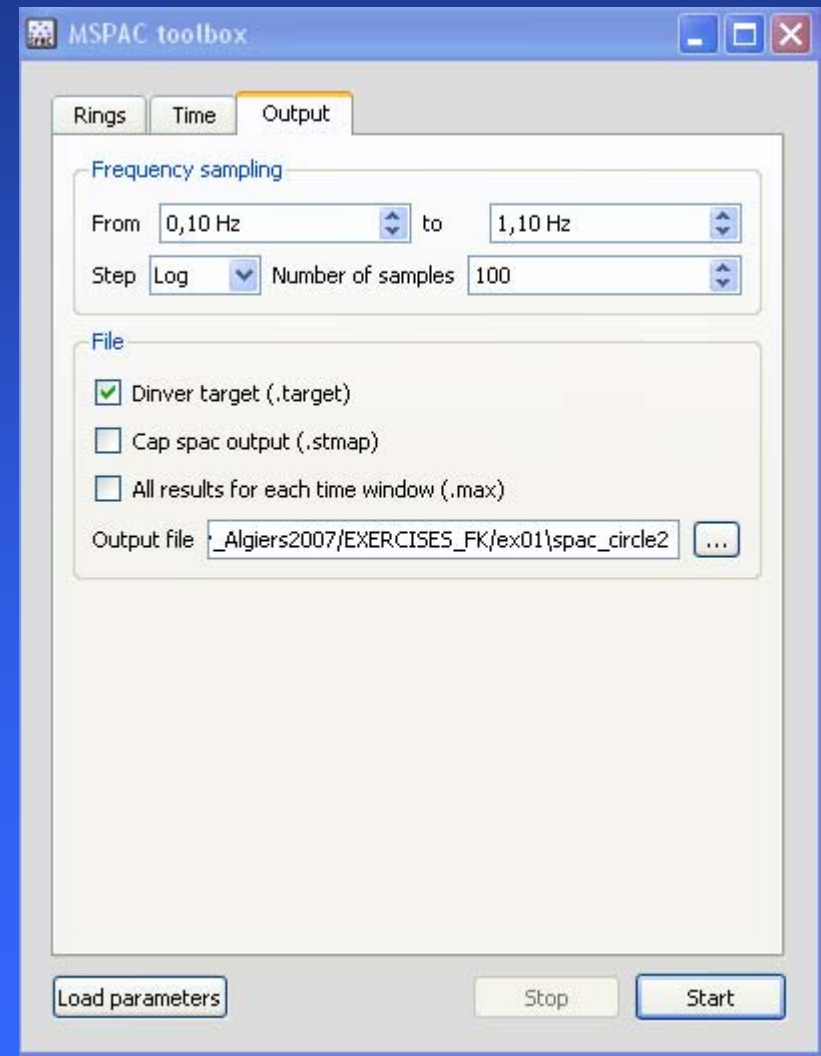 MSPAC toolbox
Rings Time Output
Frequency sampling
From 0,10 Hz to 1,10 Hz
Step Log Number of samples 100
File
Dinver target (.target)
Cap spac output (.stmap)
All results for each time window (.max)
Output file _Algiers2007/EXERCISES_FK/ex01\spac_circle2 ...
Load parameters Stop Start